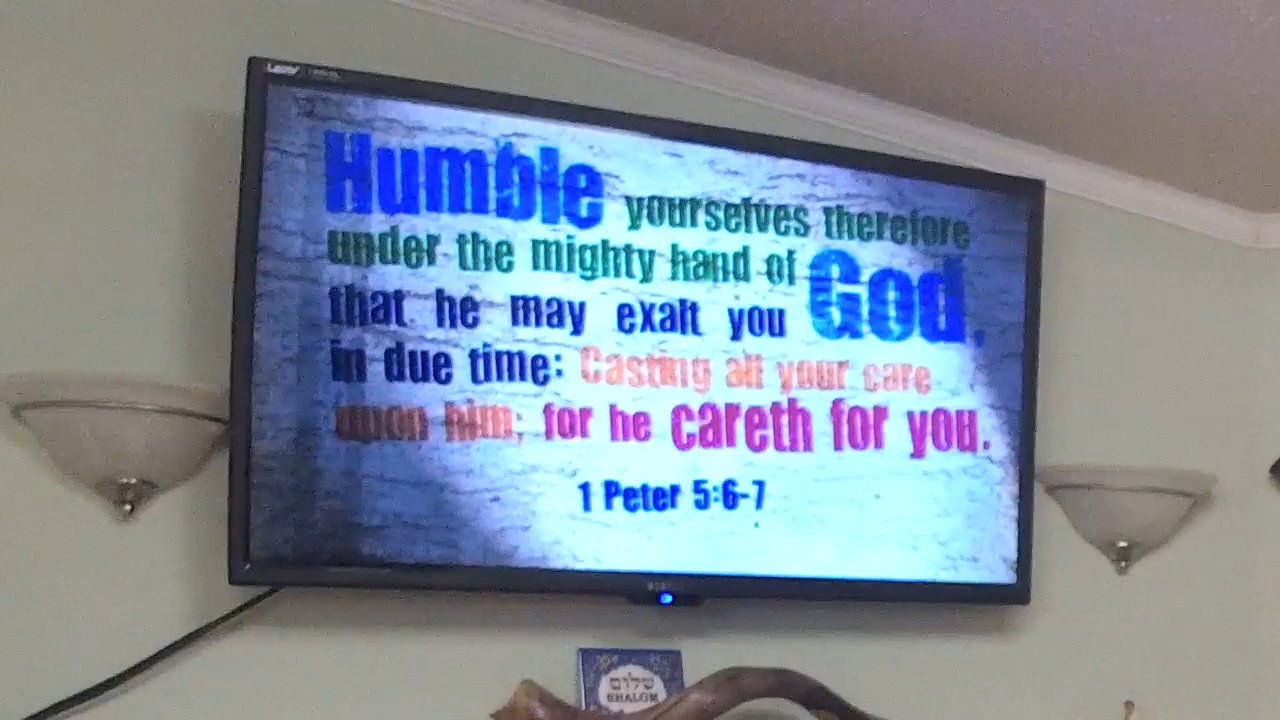 Humble yourselves therefore
under the mighty hand of God,
that he may exalt you
in due time: Casting all your care
upon him; for he careth for you.
1 Peter 5:6-7
שלום
SHALOM